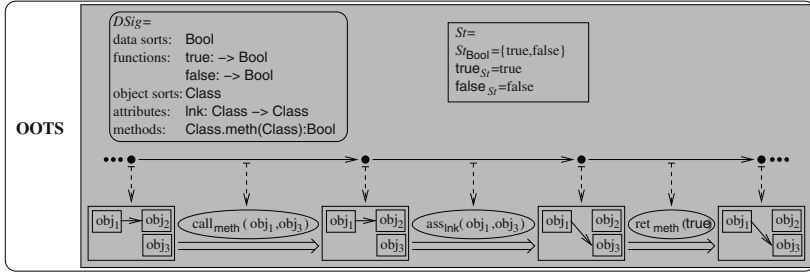 DSig=
data sorts: Bool
functions: true: -> Bool
false: -> Bool
object sorts: Class
attributes: lnk: Class -> Class
methods: Class.meth(Class):Bool
St=
StBool={true,false}
trueSt=true
falseSt=false
OOTS
obj1 obj2 obj3
callmeth(obj1,obj3)
obj1 obj2 obj3
asslnk(obj1,obj3)
obj1 obj2 obj3
retmeth(true)
obj1 obj2 obj3